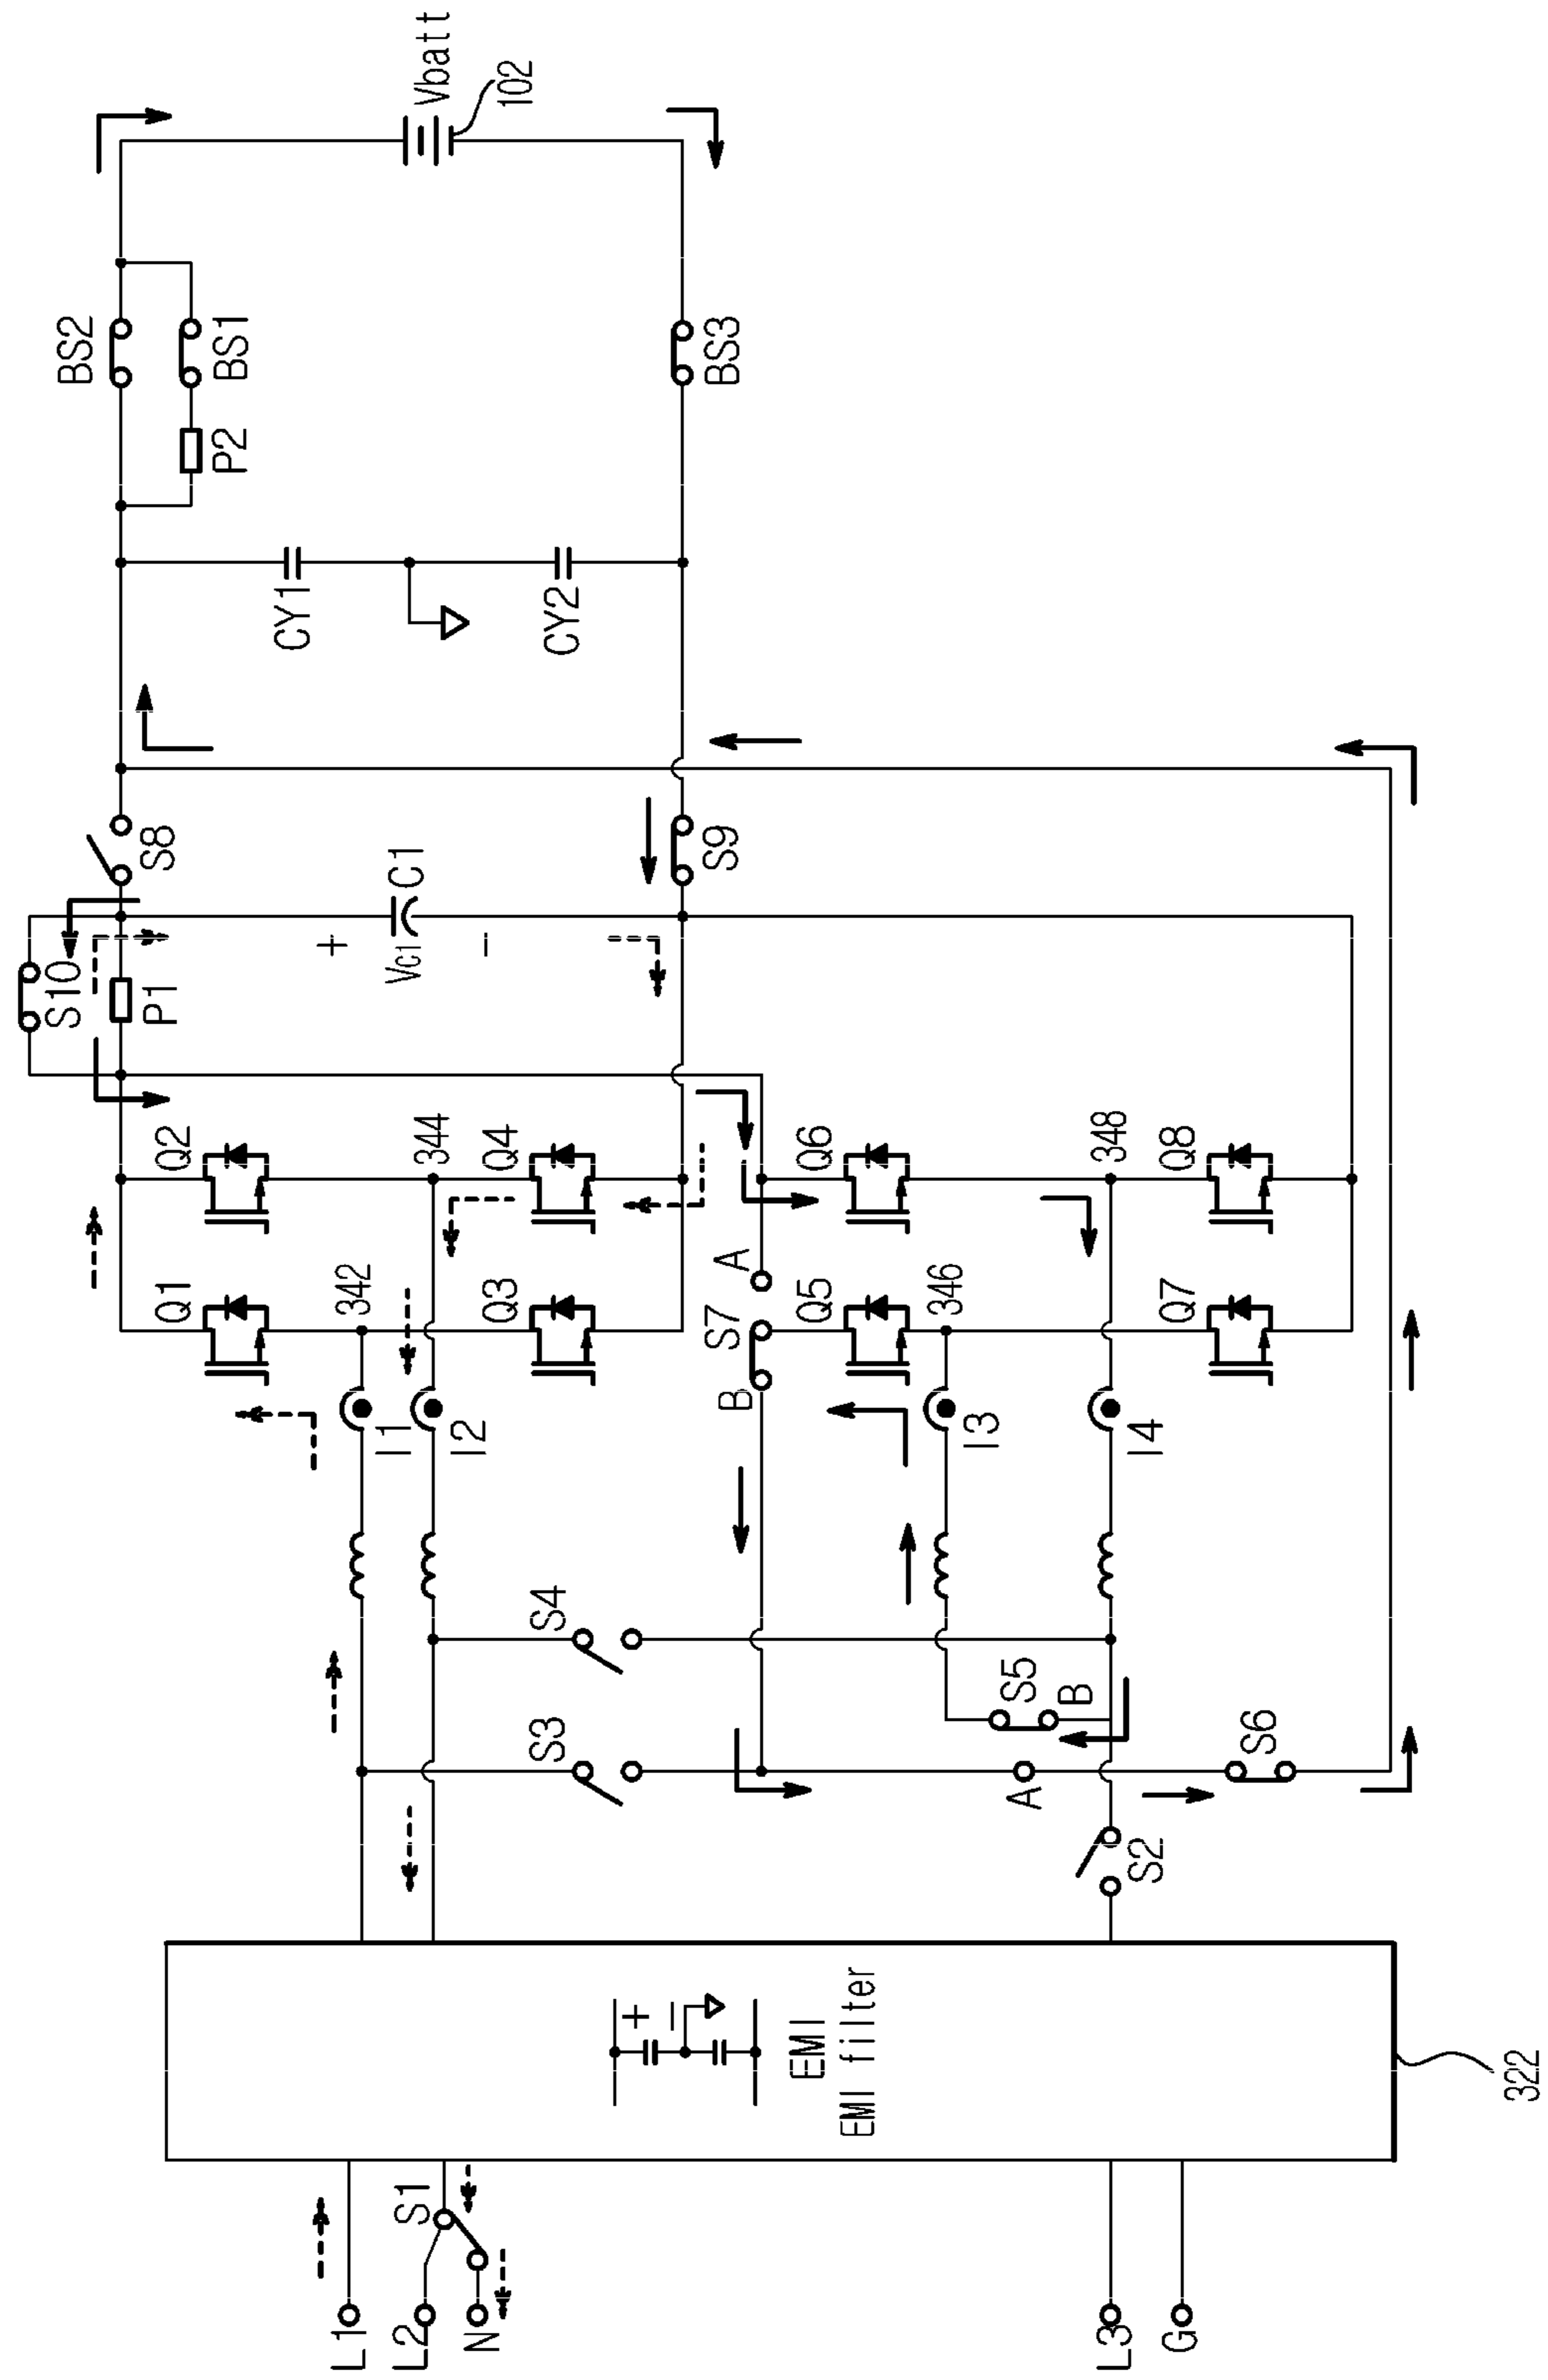 S10
S8
BS2
Q1
Q2
P1
P2
BS1
L1
342
344
+
Vc1
C1
CY1
Vbatt
L2
S1
I1
I2
N
−
102
S3
S4
Q3
Q4
CY2
+
−
S9
BS3
S7
B
A
EMI
EMI filter
Q5
Q6
I3
346
A
S5
B
L3
S2
I4
348
G
S6
Q7
Q8
322